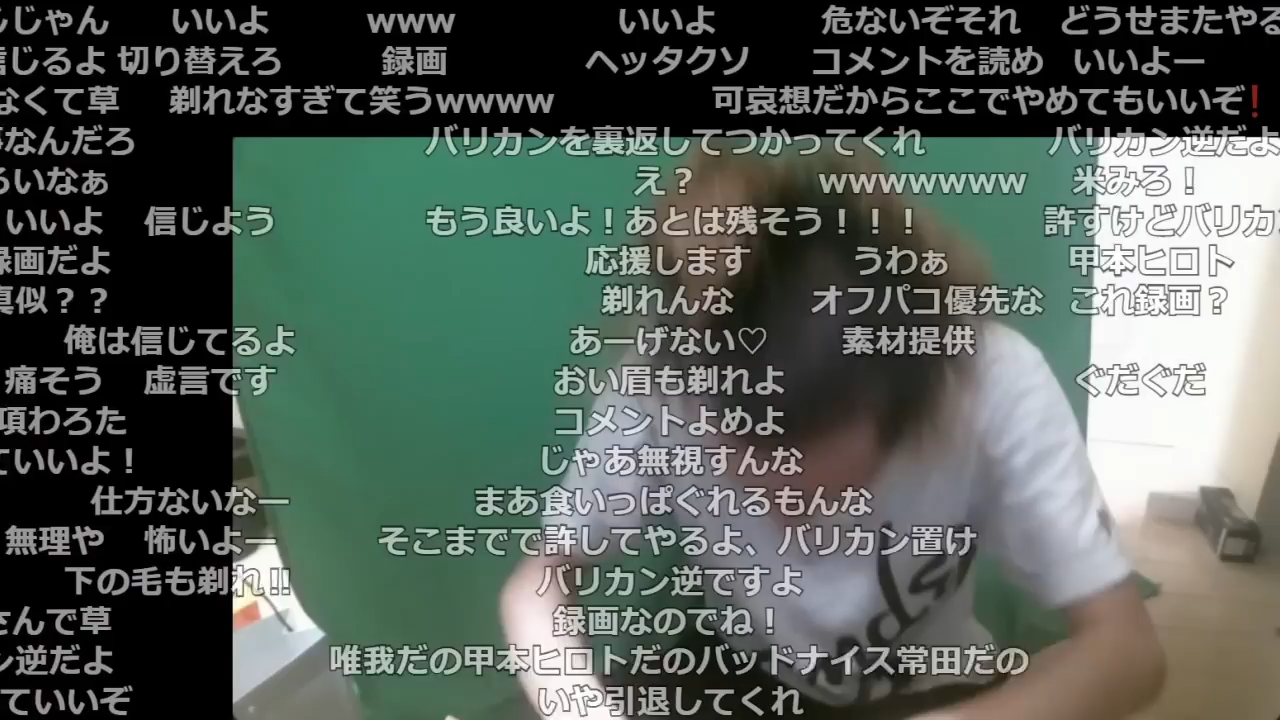 んじゃん いいよ www いいよ 危ないぞそれ どうせまたやる
信じるよ 切り替えろ 録画 ヘッタクソ コメントを読め いいよー
なくて草 剃れなすぎて笑うwwww 可哀想だからここでやめてもいいぞ❗
なんだろ バリカンを裏返してつかってくれ バリカン逆だよ
ろいなぁ え？ wwwwwww 米みろ！
いいよ 信じよう もう良いよ！あとは残そう！！！ 許すけどバリカ
録画だよ 応援します うわぁ 甲本ヒロト
真似？？ 剃れんな オフパコ優先な これ録画？
俺は信じてるよ あーげない♡ 素材提供
痛そう 虚言です おい眉も剃れよ ぐだぐだ
項わろた コメントよめよ
ていいよ！ じゃあ無視すんな
仕方ないなー まあ食いっぱぐれるもんな
無理や 怖いよー そこまでで許してやるよ、バリカン置け
下の毛も剃れ‼ バリカン逆ですよ
さんで草 録画なのでね！
ン逆だよ 唯我だの甲本ヒロトだのバッドナイス常田だの
ていいぞ いや引退してくれ